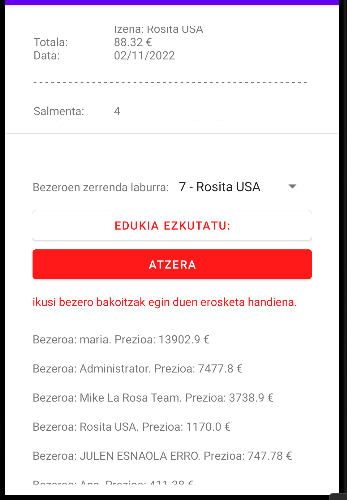 Izena: Rosita USA
Totala: 88.32 €
Data: 02/11/2022
--------------------------------------------
Salmenta: 4
Bezeroen zerrenda laburra: 7 - Rosita USA
EDUKIA EZKUTATU:
ATZERA
ikusi bezero bakoitzak egin duen erosketa handiena.
Bezeroa: maria. Prezioa: 13902.9 €
Bezeroa: Administrator. Prezioa: 7477.8 €
Bezeroa: Mike La Rosa Team. Prezioa: 3738.9 €
Bezeroa: Rosita USA. Prezioa: 1170.0 €
Bezeroa: JULEN ESNAOLA ERRO. Prezioa: 747.78 €
Bezeroa: Ane. Prezioa: 411.38 €